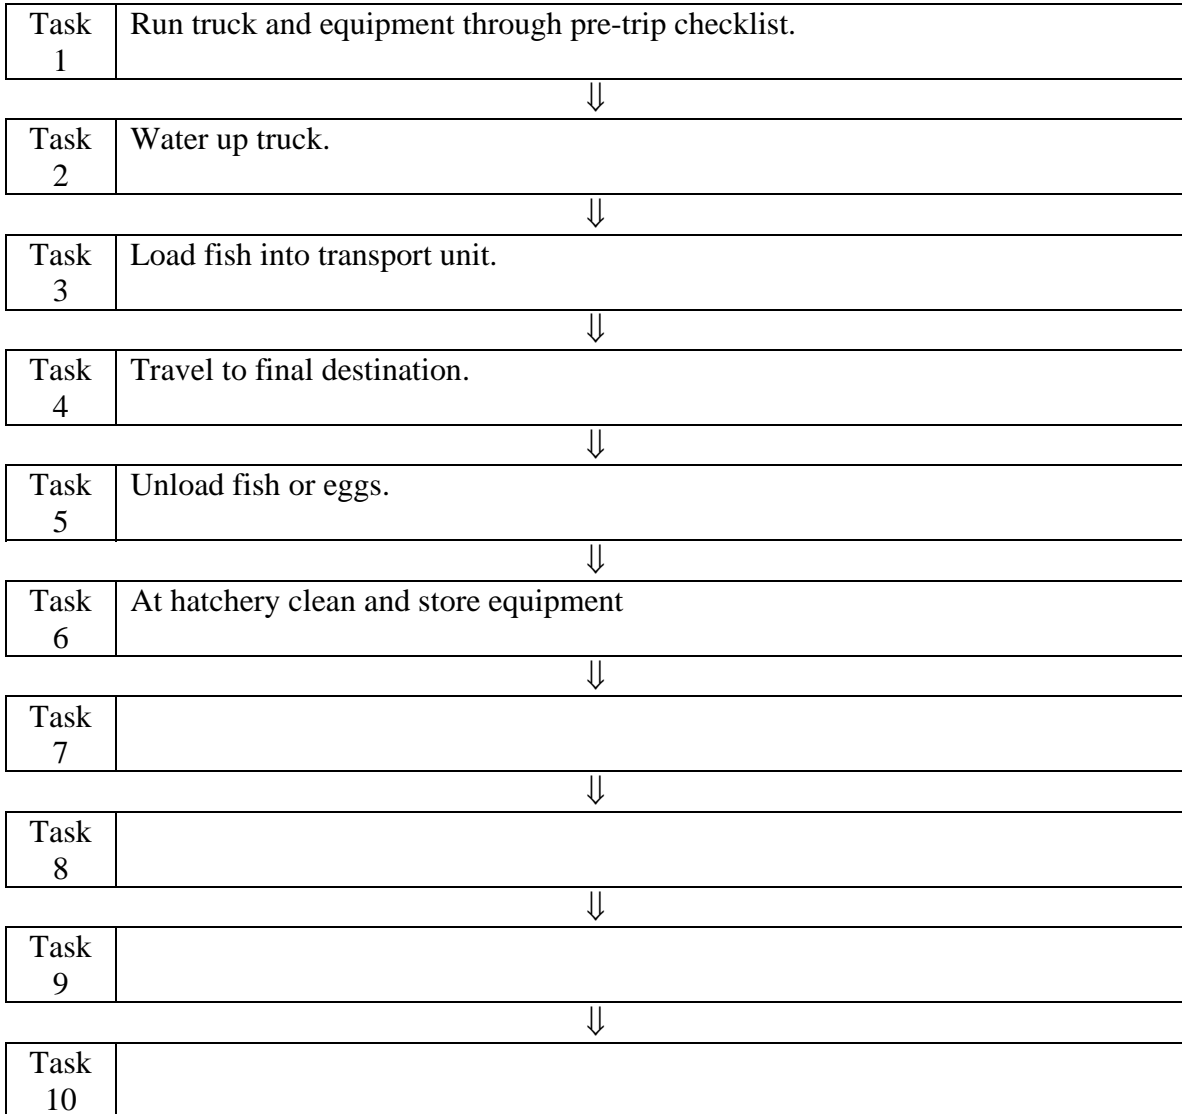 Task Run truck and equipment through pre-trip checklist.
1
⇓
Task Water up truck.
2
⇓
Task Load fish into transport unit.
3
⇓
Task Travel to final destination.
4
⇓
Task Unload fish or eggs.
5
⇓
Task At hatchery clean and store equipment
6
⇓
Task
7
⇓
Task
8
⇓
Task
9
⇓
Task
10